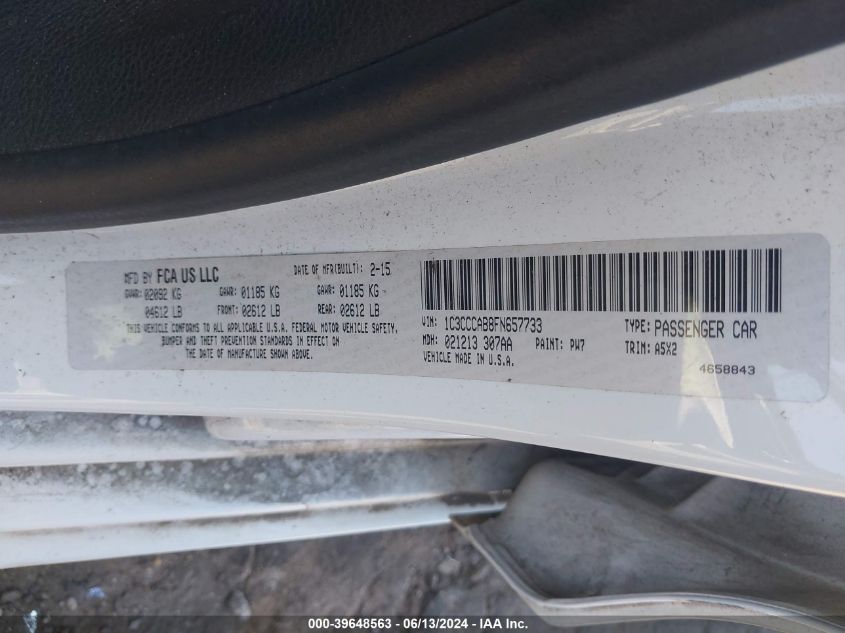 MFD BY FCA US LLC DATE OF MFR(BUILT): 2-15
GVWR: 02092 KG GAWR: 01185 KG GAWR: 01185 KG
04612 LB FRONT: 02612 LB REAR: 02612 LB
THIS VEHICLE CONFORMS TO ALL APPLICABLE U.S.A. FEDERAL MOTOR VEHICLE SAFETY,
BUMPER AND THEFT PREVENTION STANDARDS IN EFFECT ON
THE DATE OF MANUFACTURE SHOWN ABOVE.
VIN: 1C3CCCAB8FN657733 TYPE: PASSENGER CAR
MDH: 021213 307AA PAINT: PW7 TRIM: A5X2
VEHICLE MADE IN U.S.A.
4658843
000-39648563 - 06/13/2024 - IAA Inc.